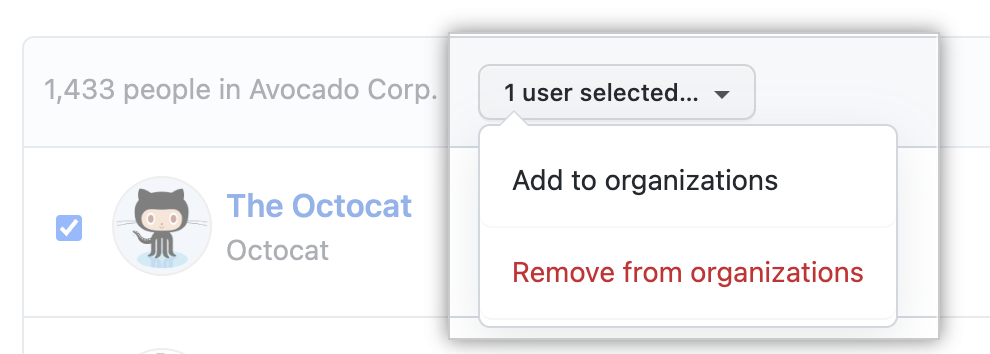 1,433 people in Avocado Corp.
1 user selected...
Add to organizations
The Octocat
Octocat
Remove from organizations